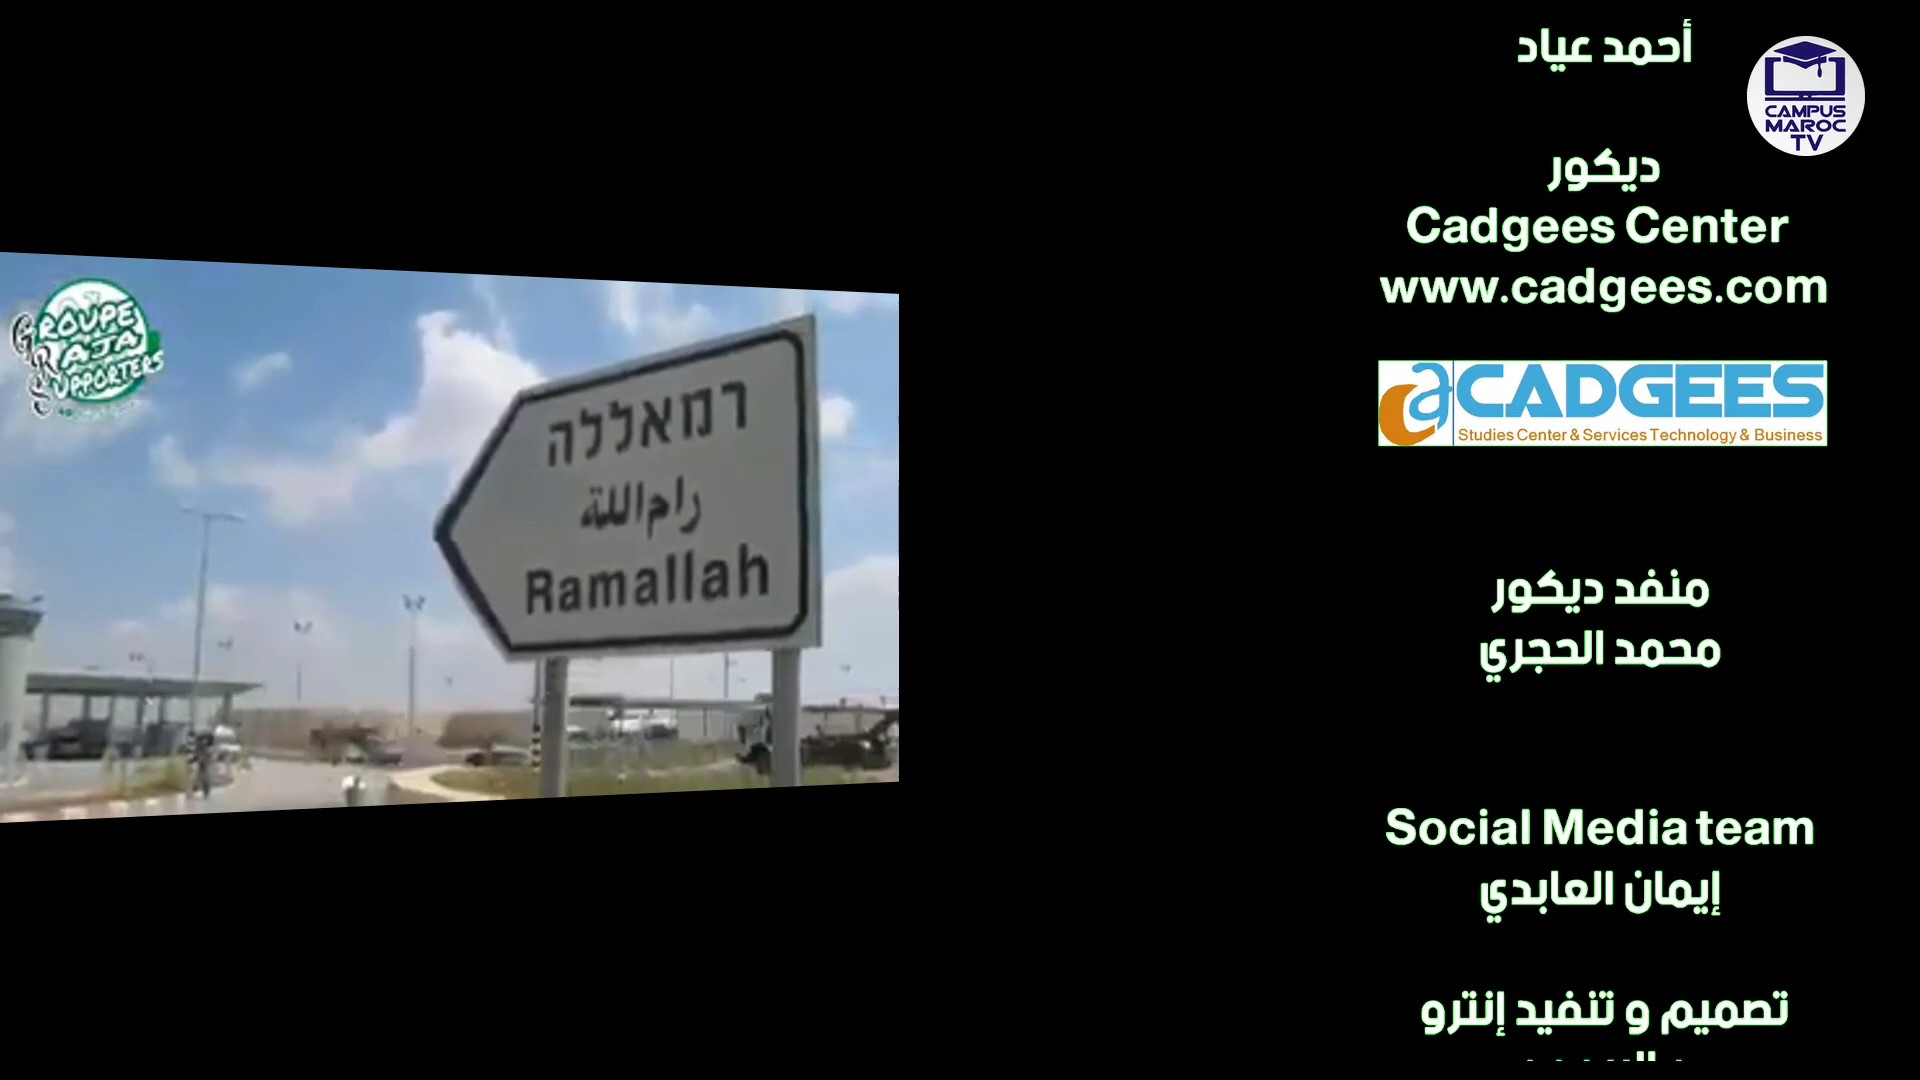 GROUPE
RAJA
SUPPORTERS
רמאללה
رام اللة
Ramallah
أحمد عياد
CAMPUS
MAROC
TV
ديكور
Cadgees Center
www.cadgees.com
CADGEES
Studies Center & Services Technology & Business
منفد ديكور
محمد الحجري
Social Media team
إيمان العابدي
تصميم و تنفيد إنترو